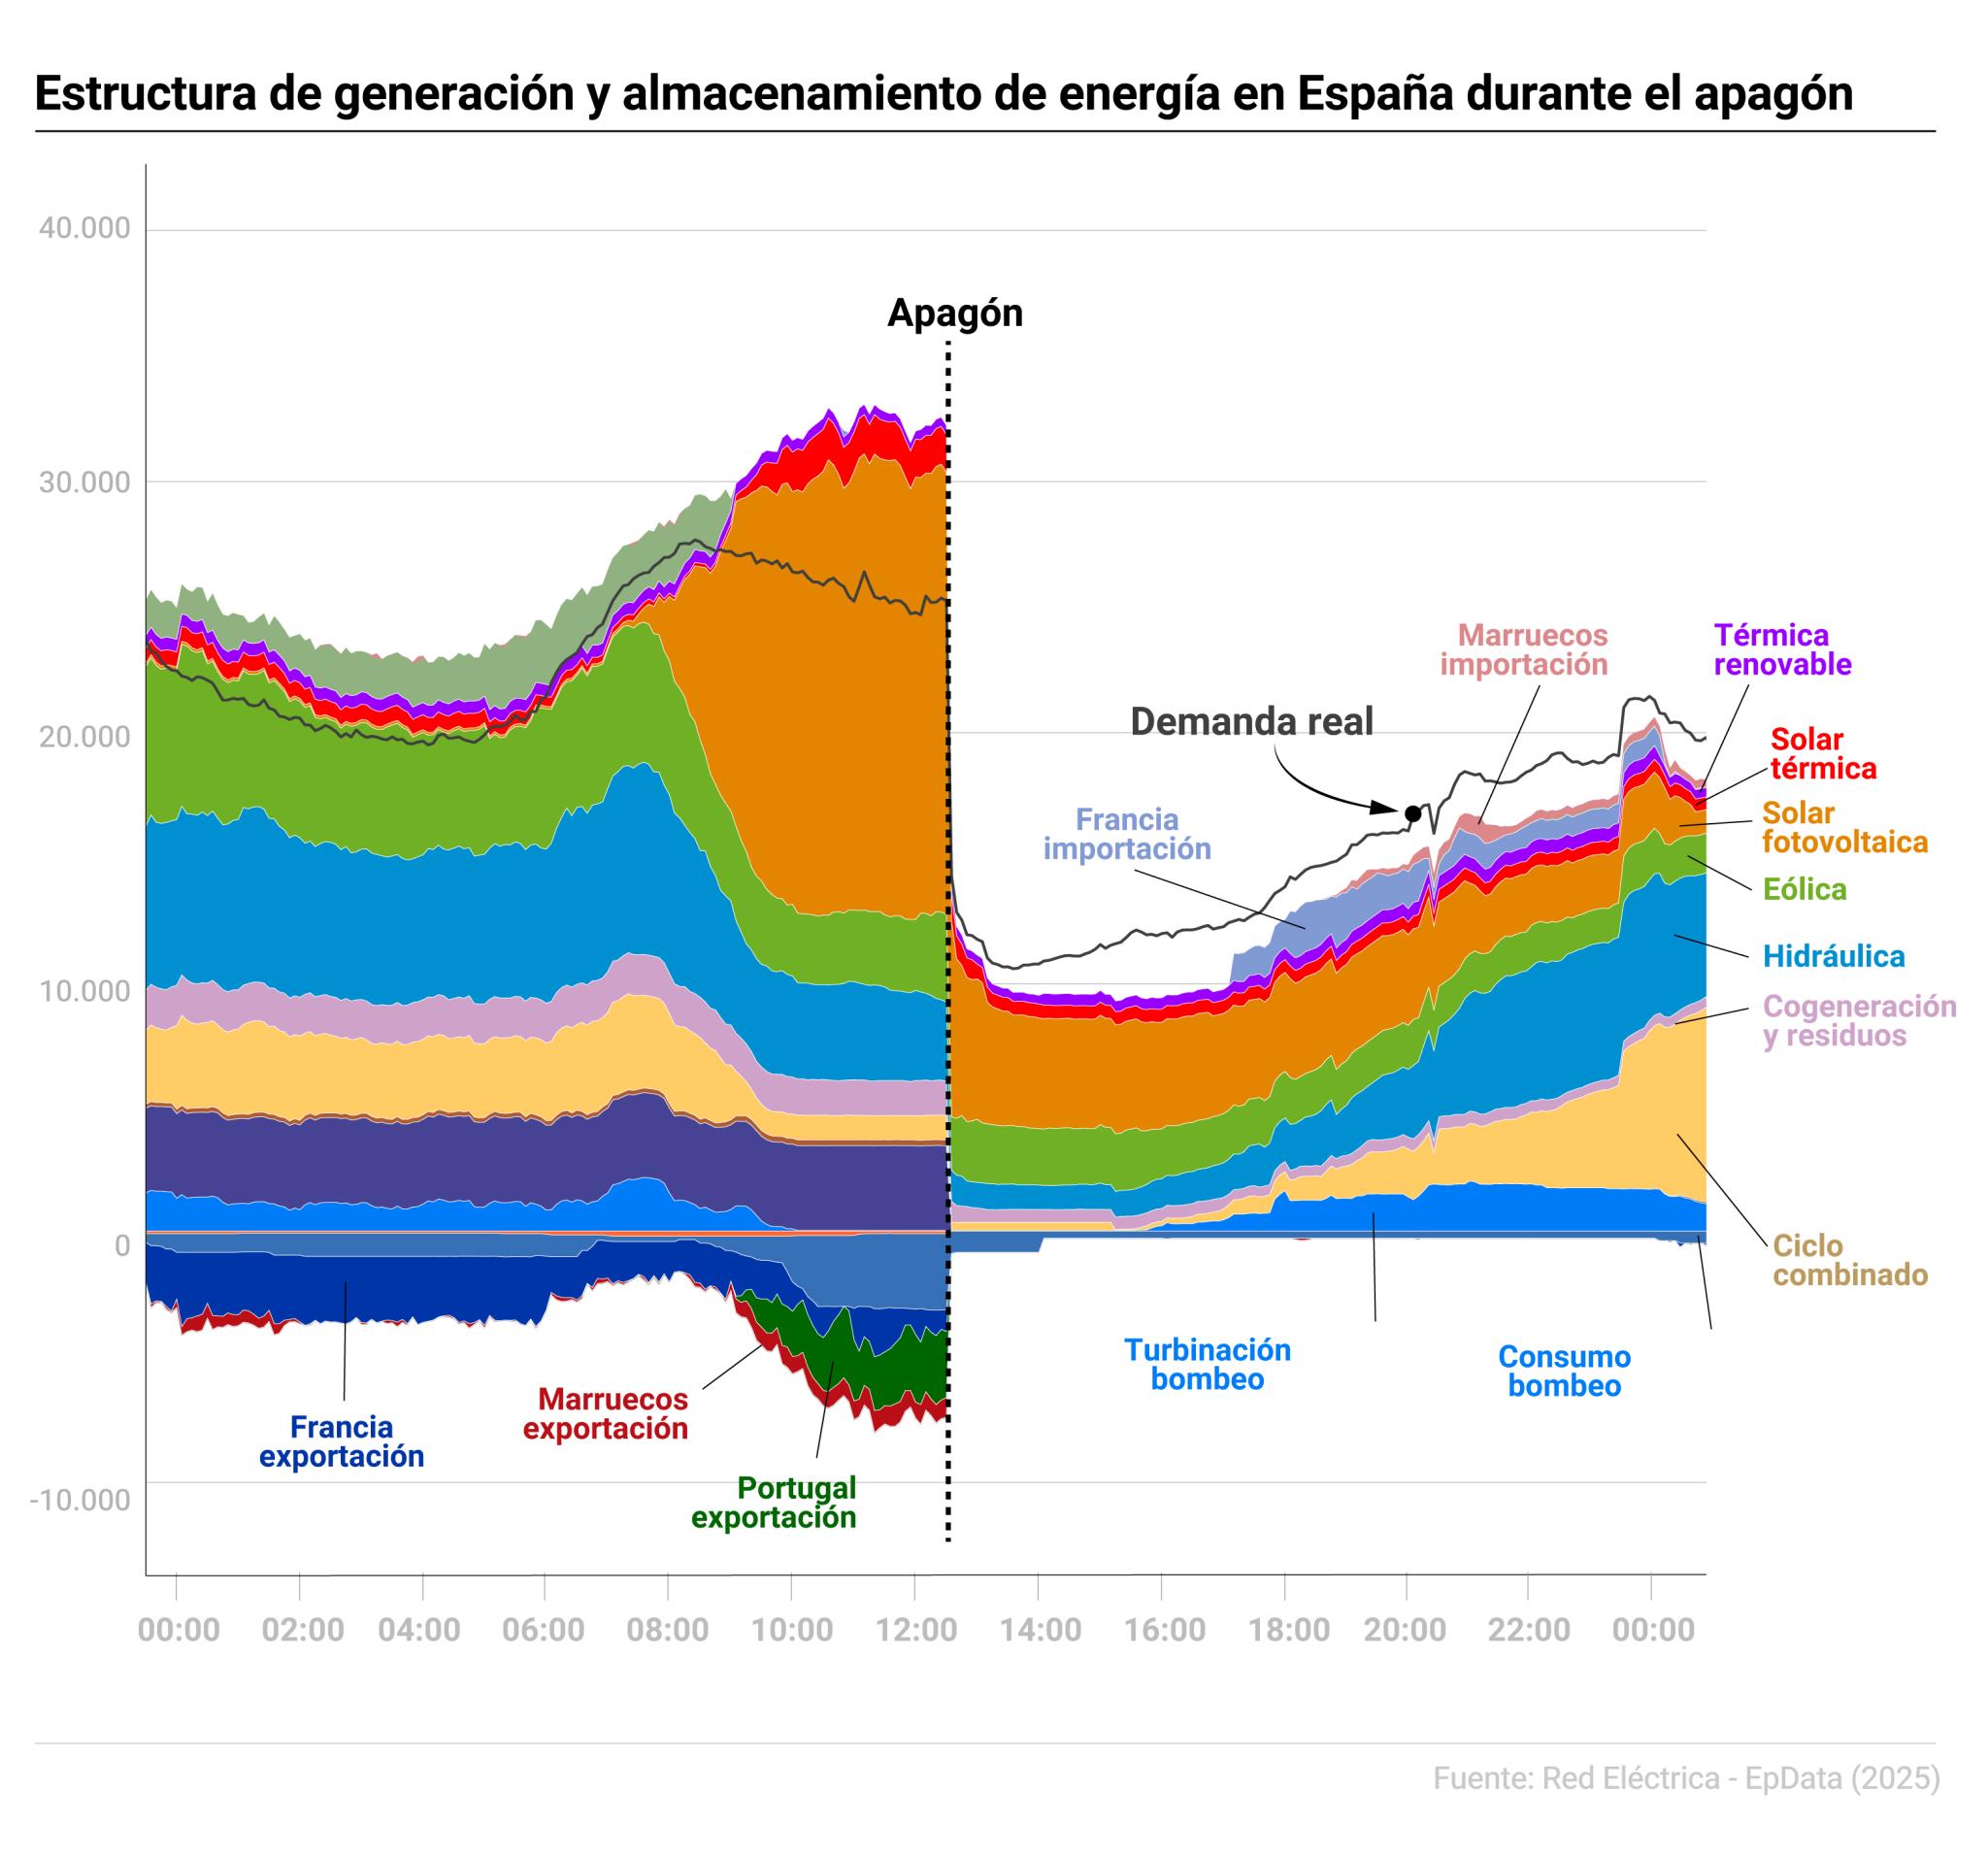 Estructura de generación y almacenamiento de energía en España durante el apagón
40.000
30.000
20.000
10.000
0
-10.000
Apagón
Demanda real
Marruecos
importación
Térmica
renovable
Solar
térmica
Solar
fotovoltaica
Francia
importación
Eólica
Hidráulica
Cogeneración
y residuos
Ciclo
combinado
Turbinación
bombeo
Consumo
bombeo
Francia
exportación
Marruecos
exportación
Portugal
exportación
00:00 02:00 04:00 06:00 08:00 10:00 12:00 14:00 16:00 18:00 20:00 22:00 00:00
Fuente: Red Eléctrica - EpData (2025)